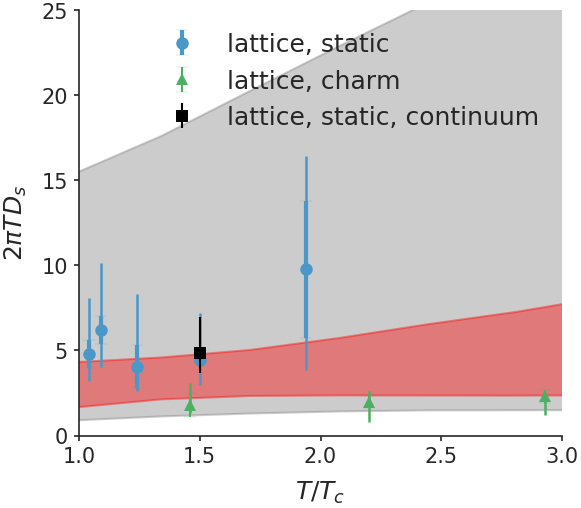 25
20
15
10
5
0
2πTDₛ
lattice, static
lattice, charm
lattice, static, continuum
1.0 1.5 2.0 2.5 3.0
T/T_c